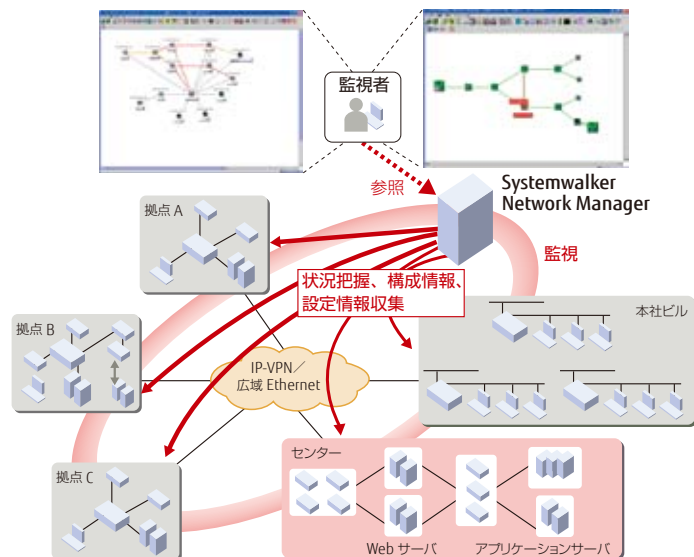 監視者
参照
Systemwalker
Network Manager
拠点 A
監視
状況把握、構成情報、
設定情報収集
本社ビル
拠点 B
IP-VPN／
広域 Ethernet
センター
拠点 C
Web サーバ
アプリケーションサーバ